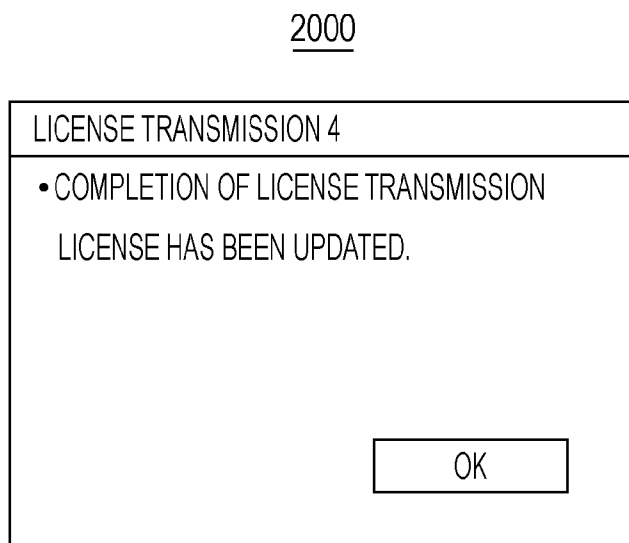 2000
LICENSE TRANSMISSION 4
• COMPLETION OF LICENSE TRANSMISSION
LICENSE HAS BEEN UPDATED.
OK